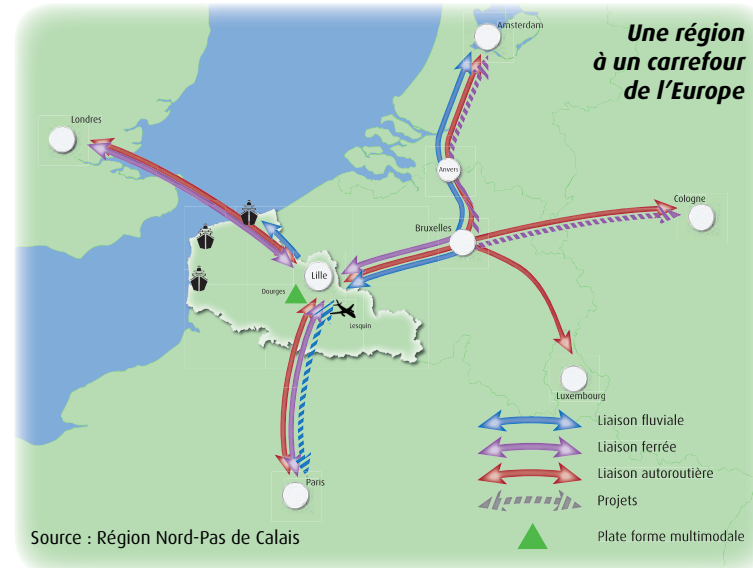 Amsterdam
Une région
à un carrefour
de l'Europe
Londres
Anvers
Cologne
Bruxelles
Lille
Dourges
Lesquin
Luxembourg
Liaison fluviale
Liaison ferrée
Liaison autoroutière
Paris
Projets
Source : Région Nord-Pas de Calais
Plate forme multimodale